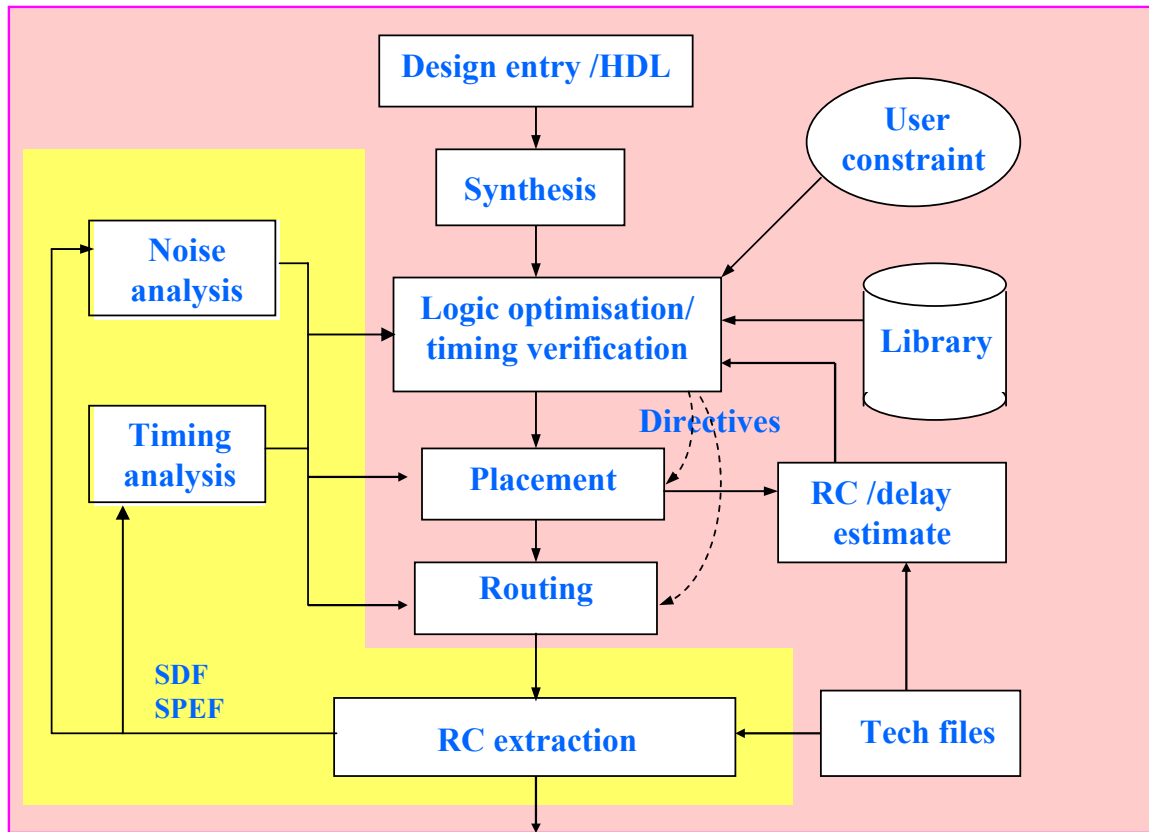 Design entry /HDL
User
constraint
Synthesis
Noise
analysis
Logic optimisation/
timing verification
Library
Directives
Timing
analysis
Placement
RC /delay
estimate
Routing
SDF
SPEF
RC extraction
Tech files